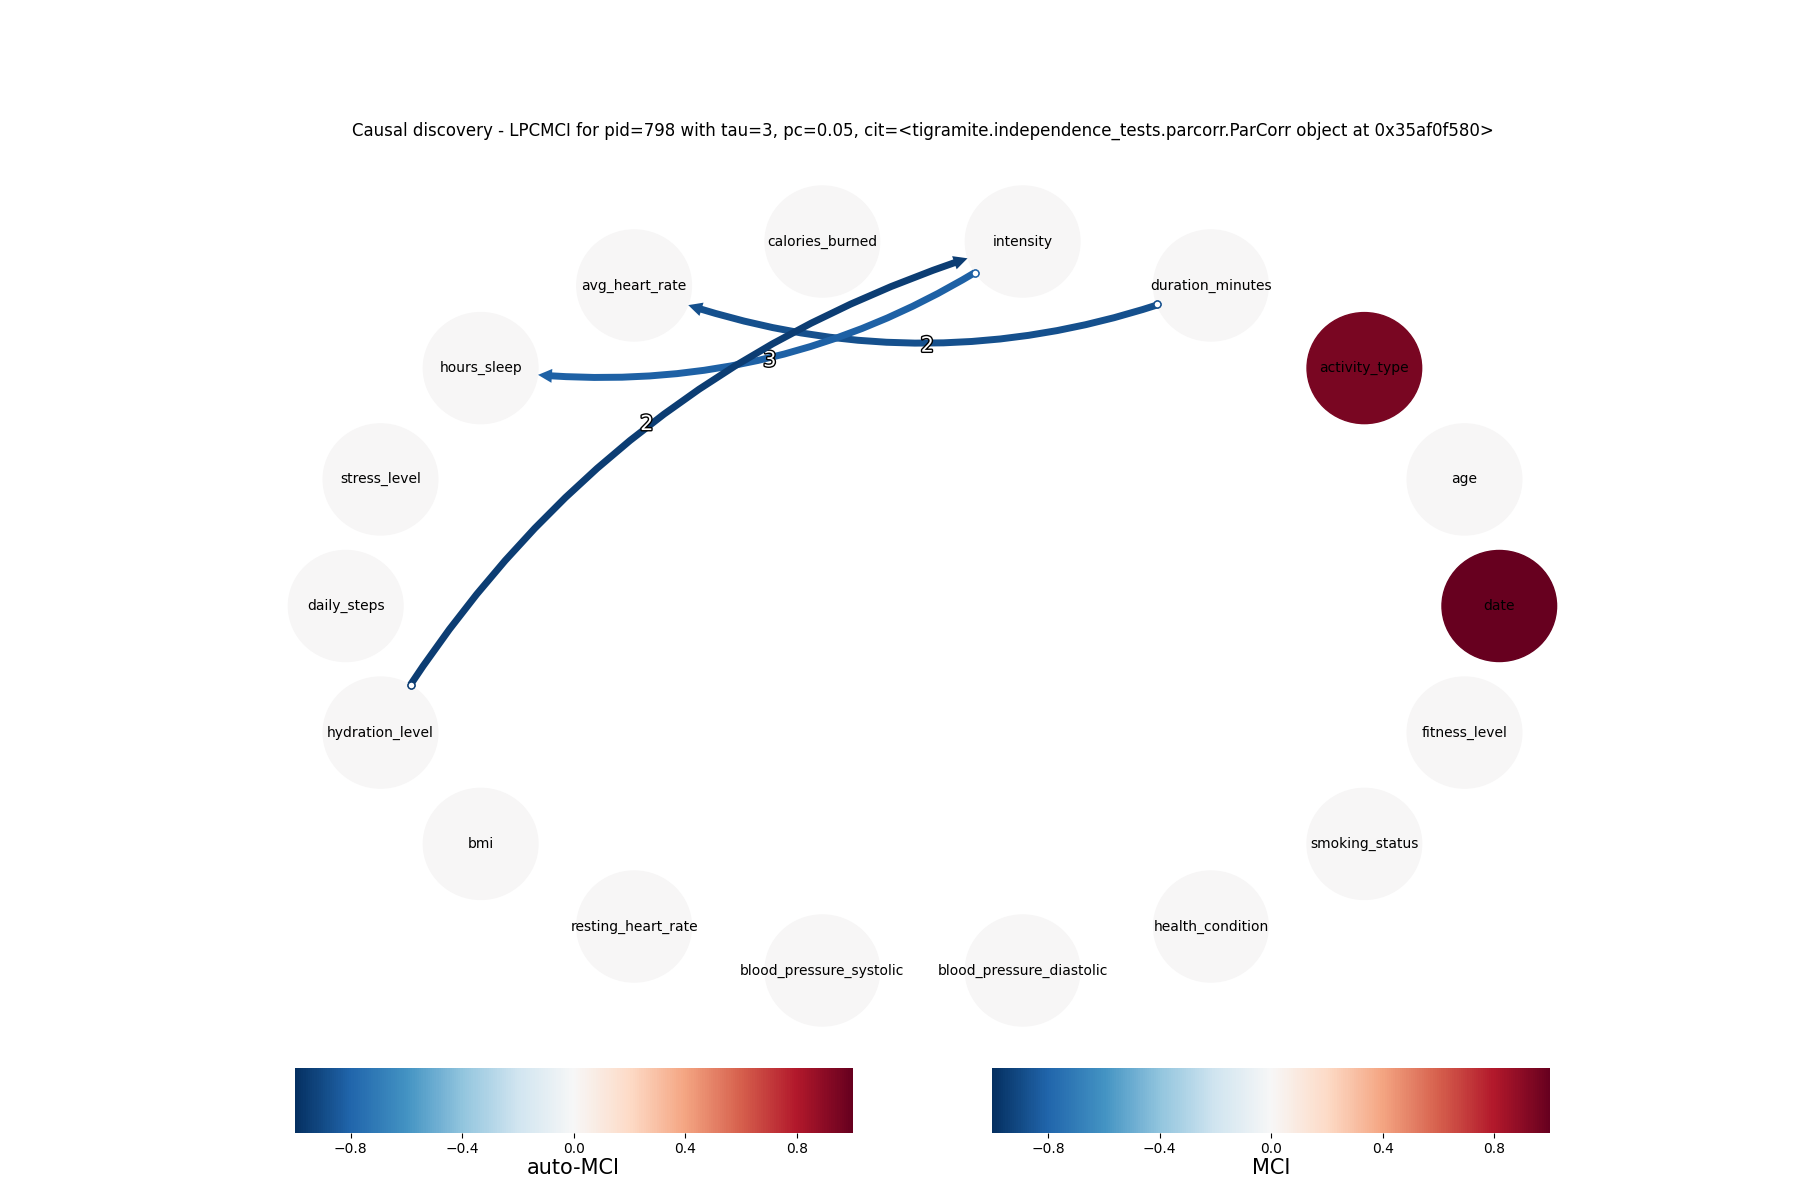 Causal discovery - LPCMCI for pid=798 with tau=3, pc=0.05, cit=<tigramite.independence_tests.parcorr.ParCorr object at 0x35af0f580>
calories_burned
intensity
avg_heart_rate
duration_minutes
2
3
hours_sleep
activity_type
2
stress_level
age
daily_steps
date
hydration_level
fitness_level
bmi
smoking_status
resting_heart_rate
health_condition
blood_pressure_systolic
blood_pressure_diastolic
−0.8 −0.4 0.0 0.4 0.8
auto-MCI
−0.8 −0.4 0.0 0.4 0.8
MCI